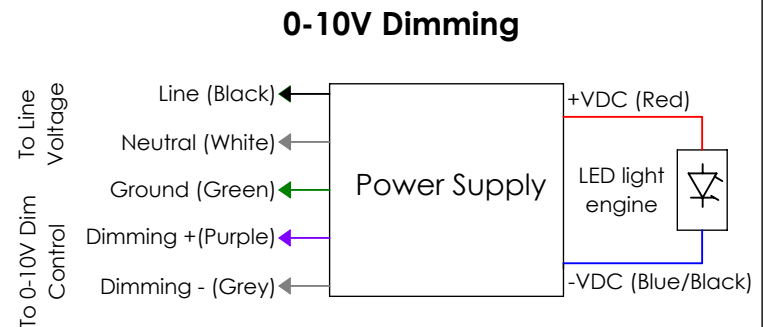 0-10V Dimming
To Line
Voltage
To 0-10V Dim
Control
Line (Black)
Neutral (White)
Ground (Green)
Dimming +(Purple)
Dimming - (Grey)
Power Supply
+VDC (Red)
LED light
engine
-VDC (Blue/Black)